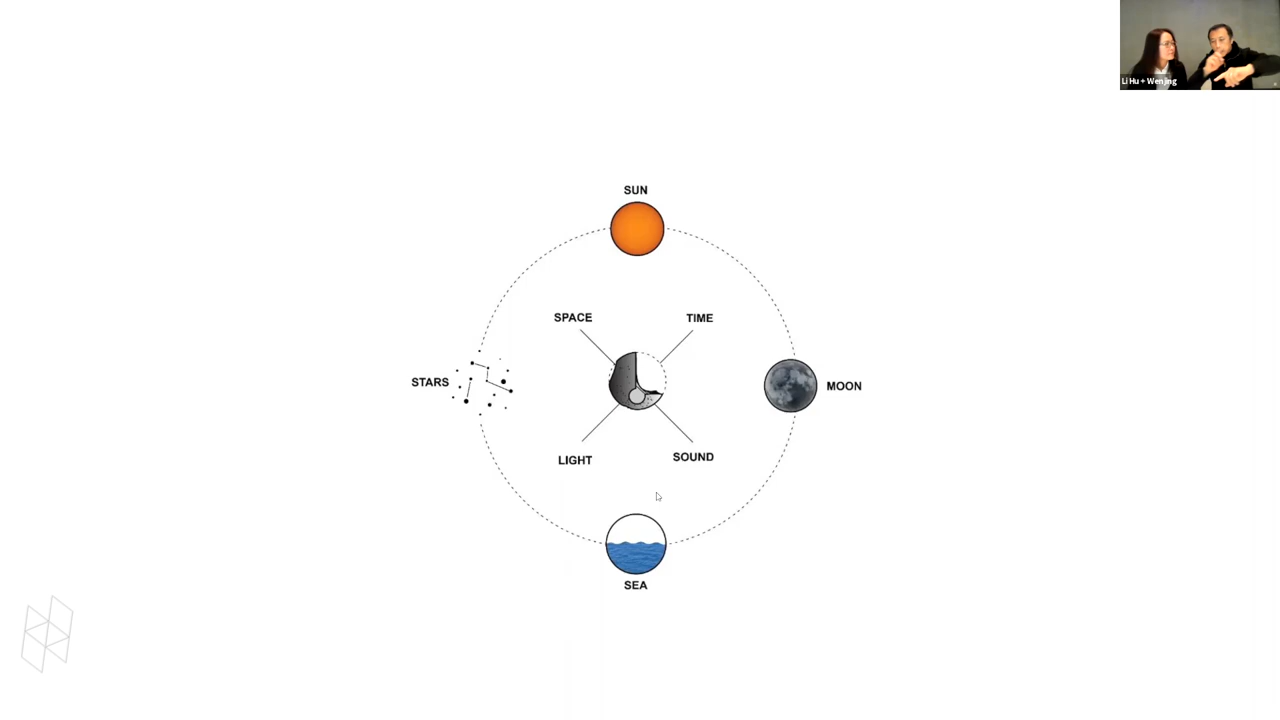 Li Hu + Wenjing
SUN
SPACE
TIME
STARS
MOON
LIGHT
SOUND
SEA